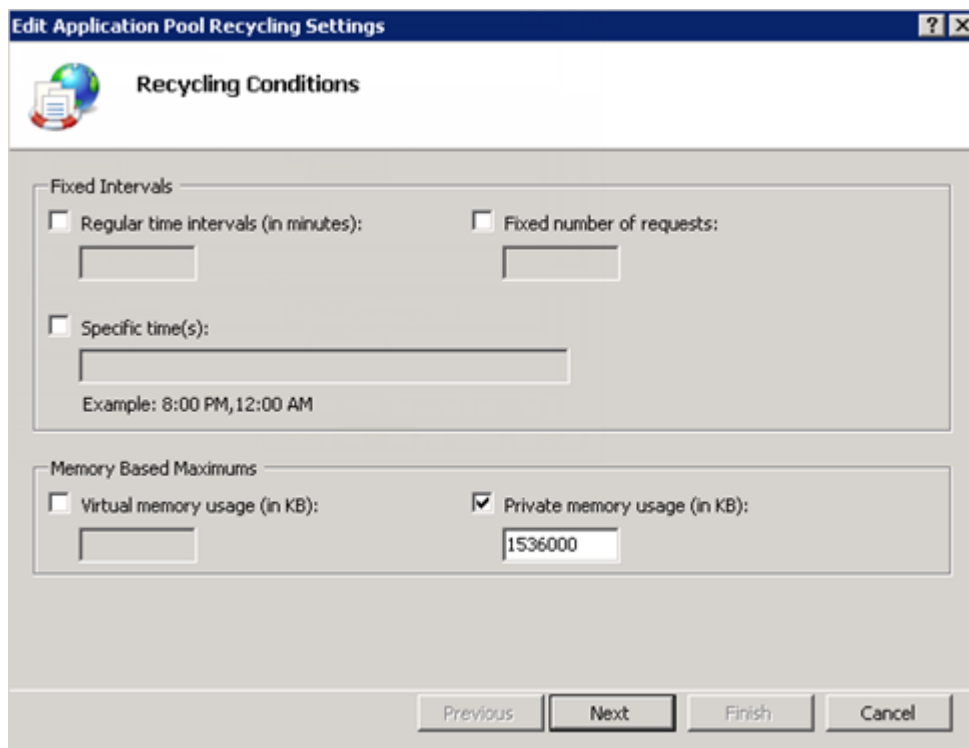 Edit Application Pool Recycling Settings
Recycling Conditions
Fixed Intervals
Regular time intervals (in minutes):
Fixed number of requests:
Specific time(s):
Example: 8:00 PM,12:00 AM
Memory Based Maximums
Virtual memory usage (in KB):
Private memory usage (in KB):
1536000
Previous
Next
Finish
Cancel